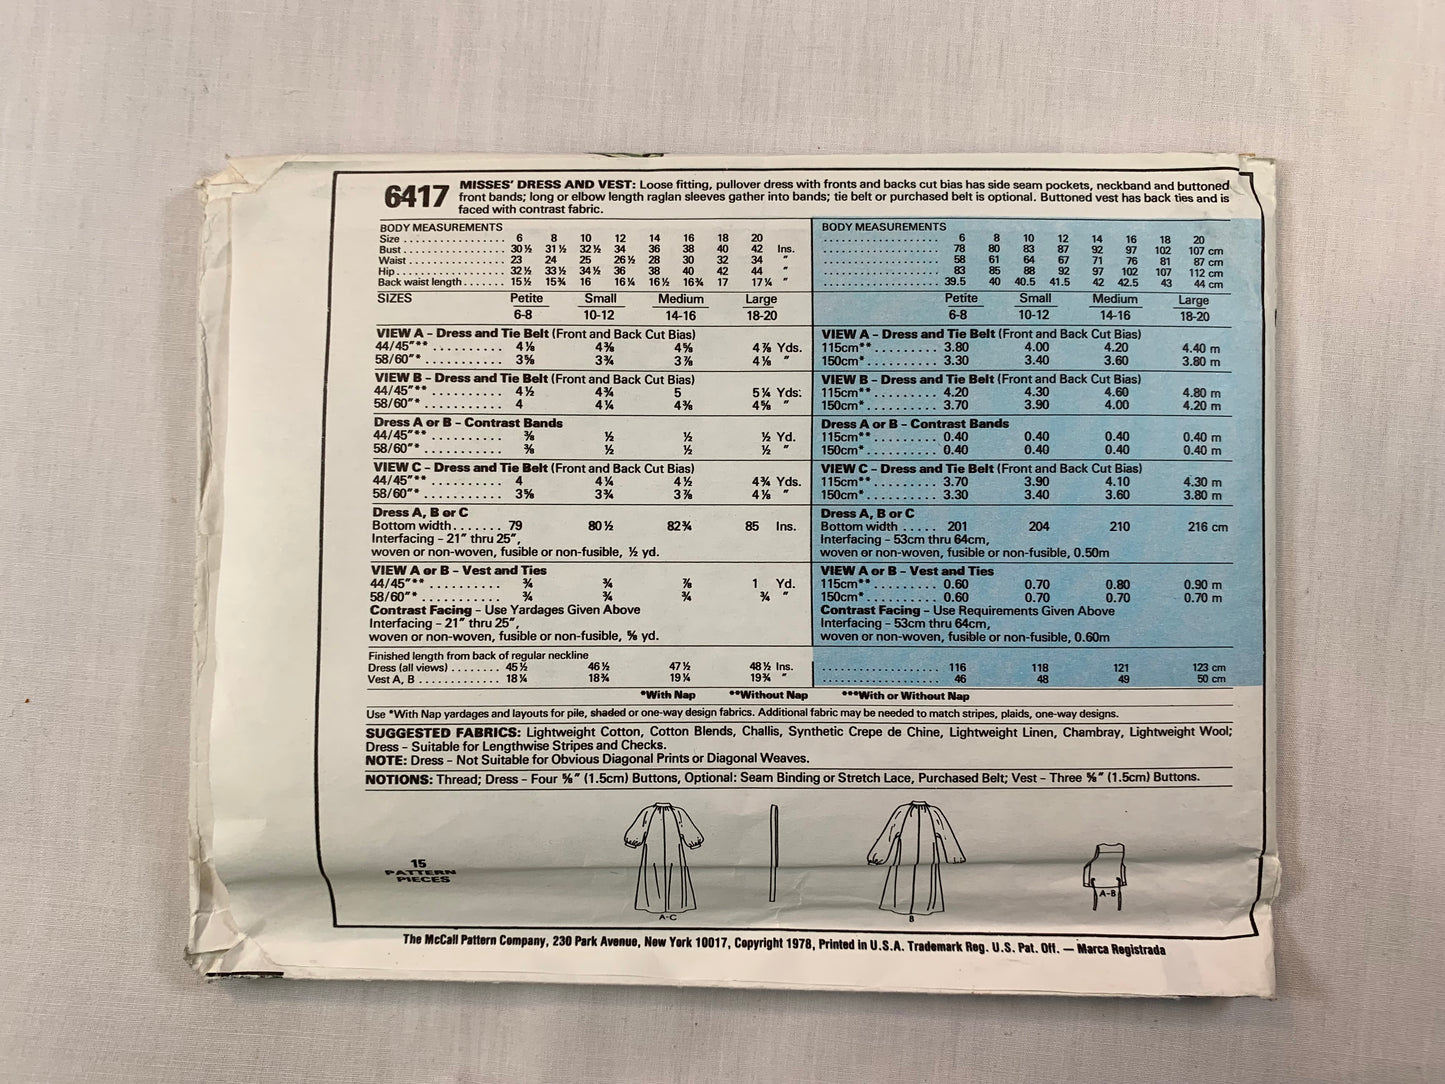 6417 MISSES' DRESS AND VEST: Loose fitting, pullover dress with fronts and backs cut bias has side seam pockets, neckband and buttoned
front bands; long or elbow length raglan sleeves gather into bands; tie belt or purchased belt is optional. Buttoned vest has back ties and is
faced with contrast fabric.
BODY MEASUREMENTS
Size ................ 6 8 10 12 14 16 18 20
Bust ................ 30½ 31½ 32½ 34 36 38 40 42 Ins.
Waist ................ 23 24 25 26½ 28 30 32 34 "
Hip ................ 32½ 33½ 34½ 36 38 40 42 44 "
Back waist length ....... 15½ 15¾ 16 16¼ 16½ 16¾ 17 17¼ "
SIZES Petite Small Medium Large
6-8 10-12 14-16 18-20
VIEW A – Dress and Tie Belt (Front and Back Cut Bias)
44/45"** .......... 4⅛ 4⅜ 4⅝ 4⅞ Yds.
58/60"* ........... 3⅝ 3¾ 3⅞ 4⅛ "
VIEW B – Dress and Tie Belt (Front and Back Cut Bias)
44/45"** .......... 4½ 4¾ 5 5¼ Yds.
58/60"* ........... 4 4¼ 4⅜ 4⅝ "
Dress A or B – Contrast Bands
44/45"** .......... ⅜ ½ ½ ½ Yd.
58/60"* ........... ⅜ ½ ½ ½ "
VIEW C – Dress and Tie Belt (Front and Back Cut Bias)
44/45"** .......... 4 4¼ 4½ 4¾ Yds.
58/60"* ........... 3⅝ 3¾ 3⅞ 4⅛ "
Dress A, B or C
Bottom width ....... 79 80½ 82¾ 85 Ins.
Interfacing – 21" thru 25",
woven or non-woven, fusible or non-fusible, ½ yd.
VIEW A or B – Vest and Ties
44/45"** .......... ¾ ¾ ⅞ 1 Yd.
58/60"* ........... ¾ ¾ ¾ ¾ "
Contrast Facing – Use Yardages Given Above
Interfacing – 21" thru 25",
woven or non-woven, fusible or non-fusible, ⅝ yd.
Finished length from back of regular neckline
Dress (all views) ........ 45½ 46½ 47½ 48½ Ins.
Vest A, B ............. 18¼ 18¾ 19¼ 19¾ "
BODY MEASUREMENTS
.................... 6 8 10 12 14 16 18 20
.................... 78 80 83 87 92 97 102 107 cm
.................... 58 61 64 67 71 76 81 87 cm
.................... 83 85 88 92 97 102 107 112 cm
.................... 39.5 40 40.5 41.5 42 42.5 43 44 cm
Petite Small Medium Large
6-8 10-12 14-16 18-20
VIEW A – Dress and Tie Belt (Front and Back Cut Bias)
115cm** ......... 3.80 4.00 4.20 4.40 m
150cm* .......... 3.30 3.40 3.60 3.80 m
VIEW B – Dress and Tie Belt (Front and Back Cut Bias)
115cm** ......... 4.20 4.30 4.60 4.80 m
150cm* .......... 3.70 3.90 4.00 4.20 m
Dress A or B – Contrast Bands
115cm** ......... 0.40 0.40 0.40 0.40 m
150cm* .......... 0.40 0.40 0.40 0.40 m
VIEW C – Dress and Tie Belt (Front and Back Cut Bias)
115cm** ......... 3.70 3.90 4.10 4.30 m
150cm* .......... 3.30 3.40 3.60 3.80 m
Dress A, B or C
Bottom width ..... 201 204 210 216 cm
Interfacing – 53cm thru 64cm,
woven or non-woven, fusible or non-fusible, 0.50m
VIEW A or B – Vest and Ties
115cm** ......... 0.60 0.70 0.80 0.90 m
150cm* .......... 0.60 0.70 0.70 0.70 m
Contrast Facing – Use Requirements Given Above
Interfacing – 53cm thru 64cm,
woven or non-woven, fusible or non-fusible, 0.60m
.................... 116 118 121 123 cm
.................... 46 48 49 50 cm
*With Nap **Without Nap ***With or Without Nap
Use *With Nap yardages and layouts for pile, shaded or one-way design fabrics. Additional fabric may be needed to match stripes, plaids, one-way designs.
SUGGESTED FABRICS: Lightweight Cotton, Cotton Blends, Challis, Synthetic Crepe de Chine, Lightweight Linen, Chambray, Lightweight Wool;
Dress – Suitable for Lengthwise Stripes and Checks.
NOTE: Dress – Not Suitable for Obvious Diagonal Prints or Diagonal Weaves.
NOTIONS: Thread; Dress – Four ⅝" (1.5cm) Buttons, Optional: Seam Binding or Stretch Lace, Purchased Belt; Vest – Three ⅝" (1.5cm) Buttons.
15
PATTERN
PIECES
A-C
B
A-B
The McCall Pattern Company, 230 Park Avenue, New York 10017, Copyright 1978, Printed in U.S.A. Trademark Reg. U.S. Pat. Off. — Marca Registrada